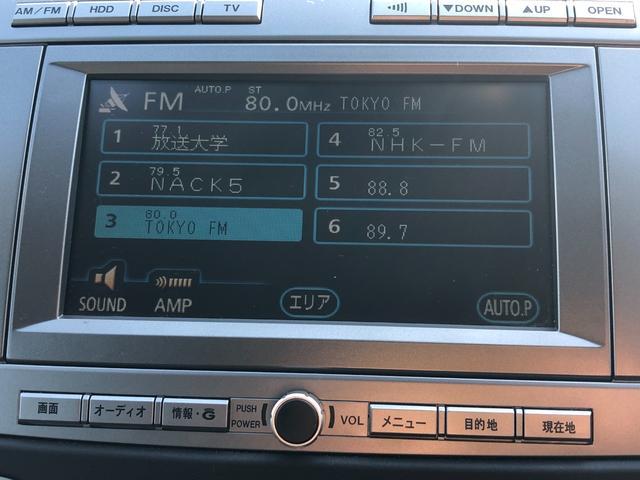 AM/FM HDD DISC TV ▼DOWN ▲UP OPEN
FM AUTO.P ST 80.0MHz TOKYO FM
1 77.1 放送大学
4 82.5 NHK-FM
2 79.5 NACK5
5 88.8
3 80.0 TOKYO FM
6 89.7
SOUND AMP エリア AUTO.P
画面 オーディオ 情報・G PUSH POWER VOL メニュー 目的地 現在地